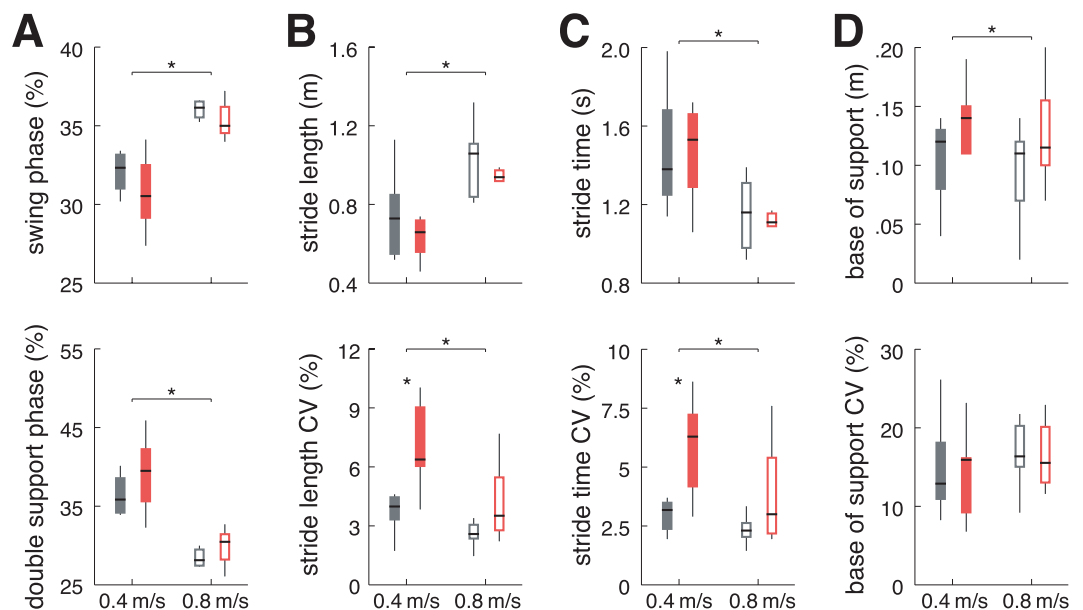 A
B
C
D
swing phase (%)
40
35
30
25
*
stride length (m)
1.6
1.2
0.8
0.4
*
stride time (s)
2.0
1.6
1.2
0.8
*
base of support (m)
.20
.15
.10
.05
0
*
double support phase (%)
55
45
35
25
*
0.4 m/s
0.8 m/s
stride length CV (%)
12
9
6
3
0
*
*
0.4 m/s
0.8 m/s
stride time CV (%)
10
7.5
5
2.5
0
*
*
0.4 m/s
0.8 m/s
base of support CV (%)
30
20
10
0
0.4 m/s
0.8 m/s